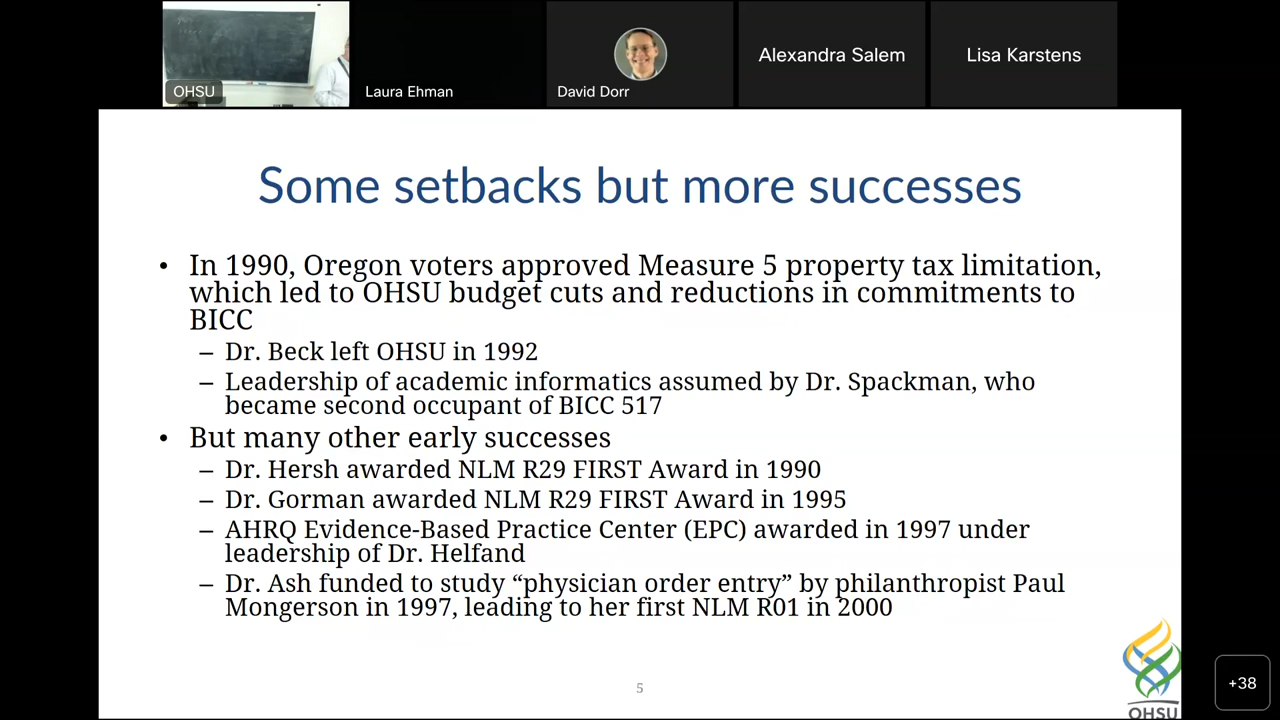 OHSU
Laura Ehman
David Dorr
Alexandra Salem
Lisa Karstens
Some setbacks but more successes
• In 1990, Oregon voters approved Measure 5 property tax limitation,
which led to OHSU budget cuts and reductions in commitments to
BICC
– Dr. Beck left OHSU in 1992
– Leadership of academic informatics assumed by Dr. Spackman, who
became second occupant of BICC 517
• But many other early successes
– Dr. Hersh awarded NLM R29 FIRST Award in 1990
– Dr. Gorman awarded NLM R29 FIRST Award in 1995
– AHRQ Evidence-Based Practice Center (EPC) awarded in 1997 under
leadership of Dr. Helfand
– Dr. Ash funded to study “physician order entry” by philanthropist Paul
Mongerson in 1997, leading to her first NLM R01 in 2000
5
OHSU
+38